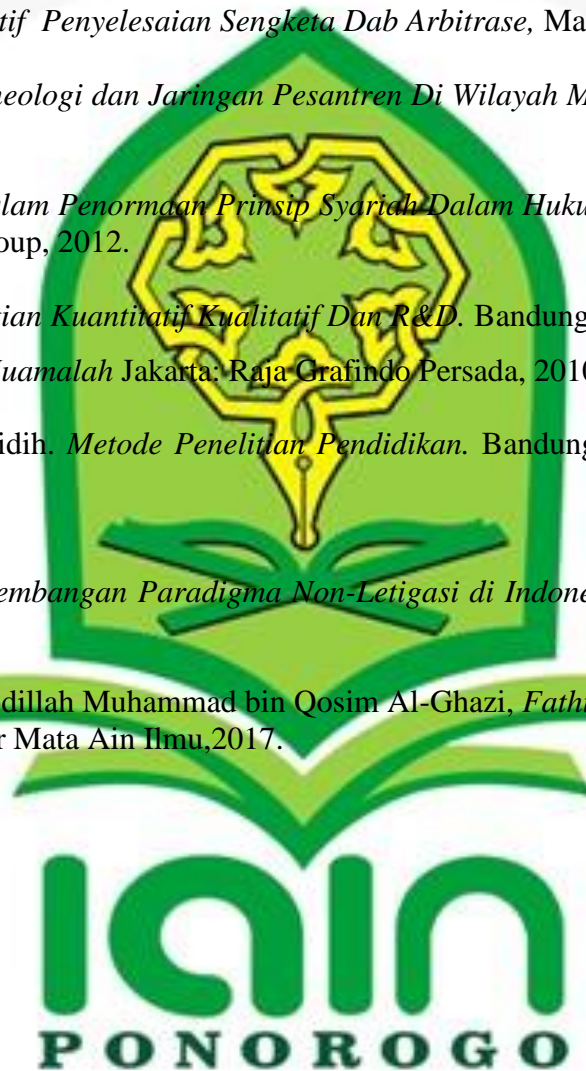 tif Penyelesaian Sengketa Dab Arbitrase, Ma
eologi dan Jaringan Pesantren Di Wilayah M
lam Penormaan Prinsip Syariah Dalam Huku
oup, 2012.
ian Kuantitatif Kualitatif Dan R&D. Bandung
uamalah Jakarta: Raja Grafindo Persada, 2010
idih. Metode Penelitian Pendidikan. Bandung
embangan Paradigma Non-Letigasi di Indone
dillah Muhammad bin Qosim Al-Ghazi, Fath
r Mata Ain Ilmu,2017.
IAIN
PONOROGO